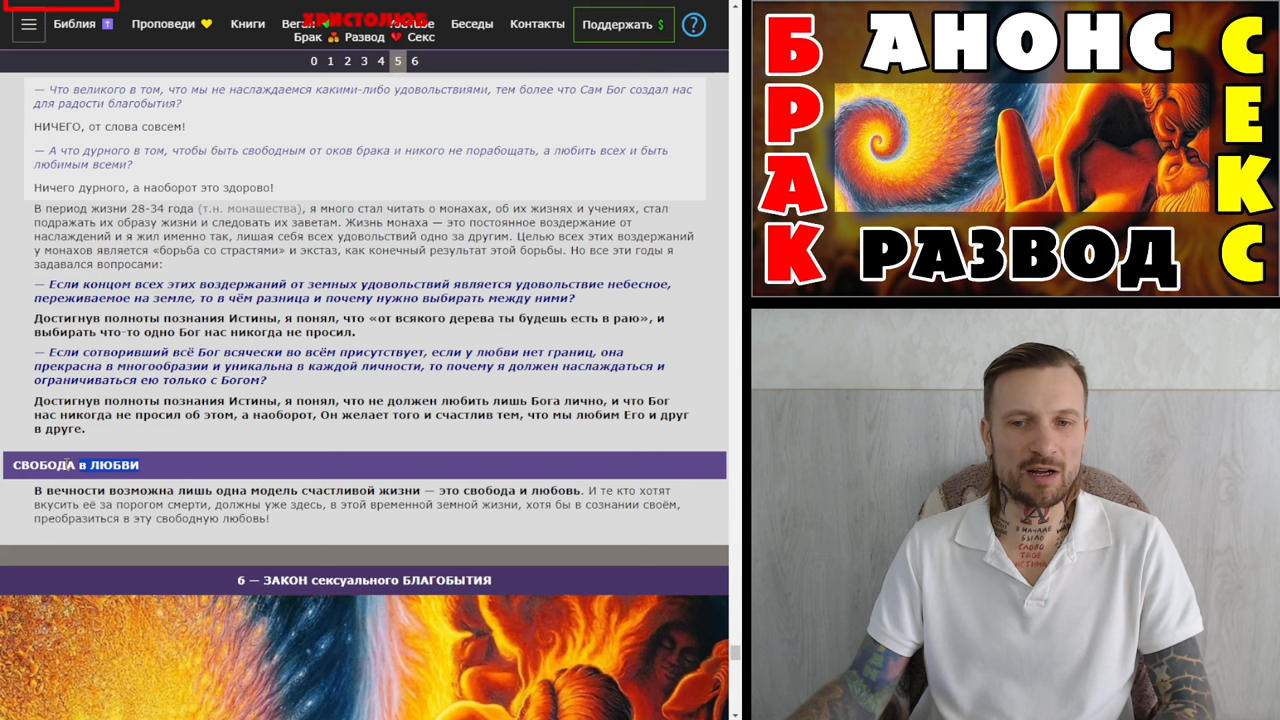 Библия
Проповеди
Книги
Веган
YouTube
Беседы
Контакты
Поддержать $
?
ХРИСТОЛЮБ
Брак Развод Секс
0 1 2 3 4 5 6
— Что великого в том, что мы не наслаждаемся какими-либо удовольствиями, тем более что Сам Бог создал нас
для радости благобытия?
НИЧЕГО, от слова совсем!
— А что дурного в том, чтобы быть свободным от оков брака и никого не порабощать, а любить всех и быть
любимым всеми?
Ничего дурного, а наоборот это здорово!
В период жизни 28-34 года (т.н. монашества), я много стал читать о монахах, об их жизнях и учениях, стал
подражать их образу жизни и следовать их заветам. Жизнь монаха — это постоянное воздержание от
наслаждений и я жил именно так, лишая себя всех удовольствий одно за другим. Целью всех этих воздержаний
у монахов является «борьба со страстями» и экстаз, как конечный результат этой борьбы. Но все эти годы я
задавался вопросами:
— Если концом всех этих воздержаний от земных удовольствий является удовольствие небесное,
переживаемое на земле, то в чём разница и почему нужно выбирать между ними?
Достигнув полноты познания Истины, я понял, что «от всякого дерева ты будешь есть в раю», и
выбирать что-то одно Бог нас никогда не просил.
— Если сотворивший всё Бог всячески во всём присутствует, если у любви нет границ, она
прекрасна в многообразии и уникальна в каждой личности, то почему я должен наслаждаться и
ограничиваться ею только с Богом?
Достигнув полноты познания Истины, я понял, что не должен любить лишь Бога лично, и что Бог
нас никогда не просил об этом, а наоборот, Он желает того и счастлив тем, что мы любим Его и друг
в друге.
СВОБОДА в ЛЮБВИ
В вечности возможна лишь одна модель счастливой жизни — это свобода и любовь. И те кто хотят
вкусить её за порогом смерти, должны уже здесь, в этой временной земной жизни, хотя бы в сознании своём,
преобразиться в эту свободную любовь!
6 — ЗАКОН сексуального БЛАГОБЫТИЯ
БРАК
АНОНС
СЕКС
РАЗВОД
В НАЧАЛЕ
БЫЛО
СЛОВО
ТВОЕ
ИСТИНА